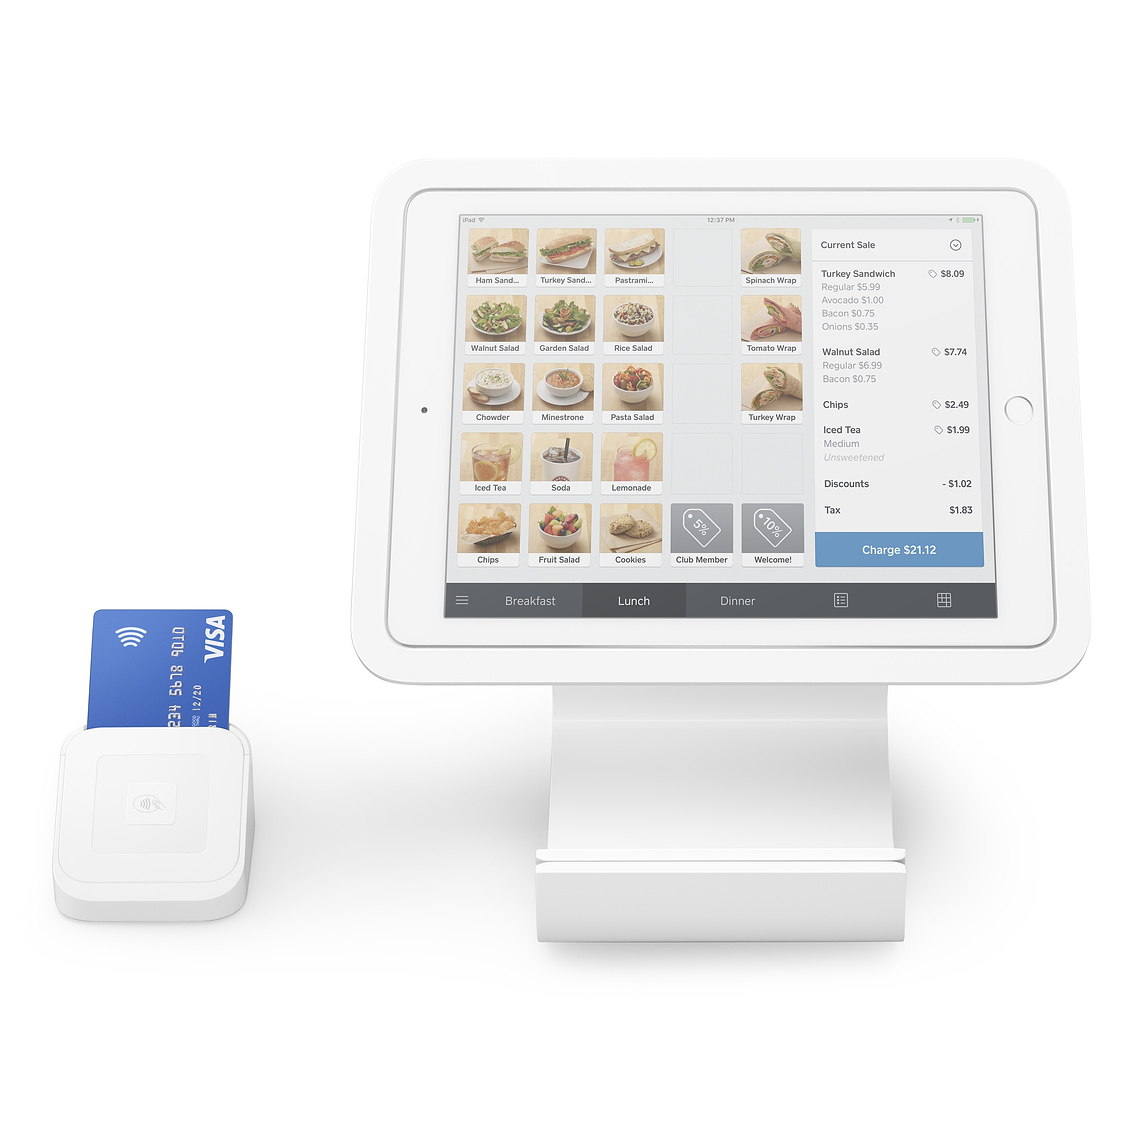 iPad
12:37 PM
Ham Sand...
Turkey Sand...
Pastrami...
Spinach Wrap
Walnut Salad
Garden Salad
Rice Salad
Tomato Wrap
Chowder
Minestrone
Pasta Salad
Turkey Wrap
Iced Tea
Soda
Lemonade
5%
10%
Chips
Fruit Salad
Cookies
Club Member
Welcome!
Current Sale
Turkey Sandwich $8.09
Regular $5.99
Avocado $1.00
Bacon $0.75
Onions $0.35
Walnut Salad $7.74
Regular $6.99
Bacon $0.75
Chips $2.49
Iced Tea $1.99
Medium
Unsweetened
Discounts - $1.02
Tax $1.83
Charge $21.12
Breakfast
Lunch
Dinner
VISA
234 5678 9010
12/20